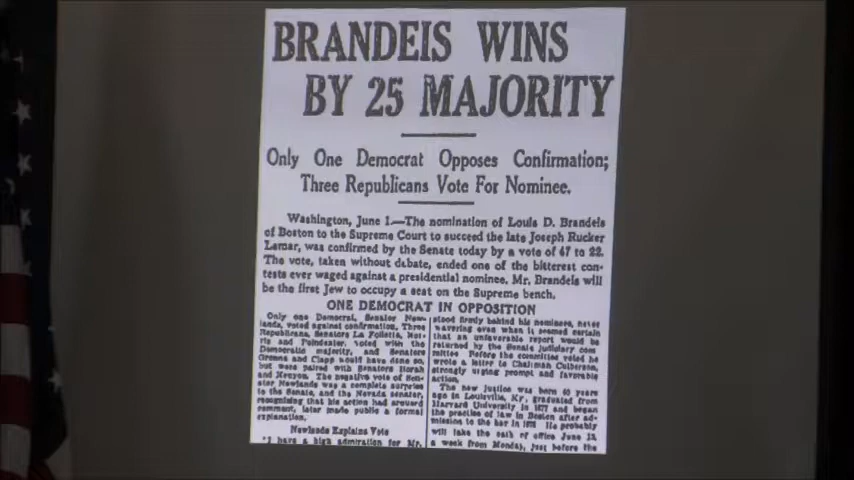 BRANDEIS WINS
BY 25 MAJORITY
Only One Democrat Opposes Confirmation;
Three Republicans Vote For Nominee.
Washington, June 1.—The nomination of Louis D. Brandeis
of Boston to the Supreme Court to succeed the late Joseph Rucker
Lamar, was confirmed by the Senate today by a vote of 47 to 22.
The vote, taken without debate, ended one of the bitterest con-
tests ever waged against a presidential nominee. Mr. Brandeis will
be the first Jew to occupy a seat on the Supreme bench.
ONE DEMOCRAT IN OPPOSITION
Only one Democrat, Senator New-
lands, voted against confirmation. Three
Republicans, Senators La Follette, Nor-
ris and Poindexter, voted with the
Democratic majority, and Senators
Gronna and Clapp would have done so,
but were paired with Senators Borah
and Kenyon. The negative vote of Sen-
ator Newlands was a complete surprise
to the Senate, and the Nevada senator,
recognizing that his action had aroused
comment, later made public a formal
explanation.
Newlands Explains Vote
"I have a high admiration for Mr.
stood firmly behind his nominee, never
wavering even when it seemed certain
that an unfavorable report would be
returned by the Senate judiciary com-
mittee. Before the committee voted he
wrote a letter to Chairman Culberson,
strongly urging prompt and favorable
action.
The new justice was born 60 years
ago in Louisville, Ky., graduated from
Harvard University in 1877 and began
the practice of law in Boston after ad-
mission to the bar in 1878. He probably
will take the oath of office June 12,
a week from Monday, just before the